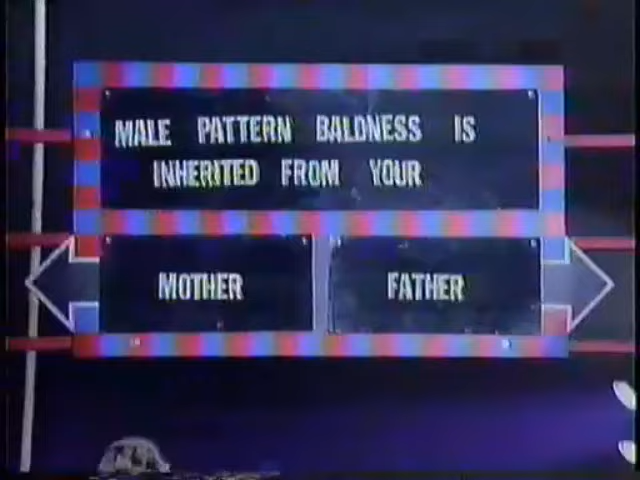 MALE PATTERN BALDNESS IS
INHERITED FROM YOUR
MOTHER
FATHER